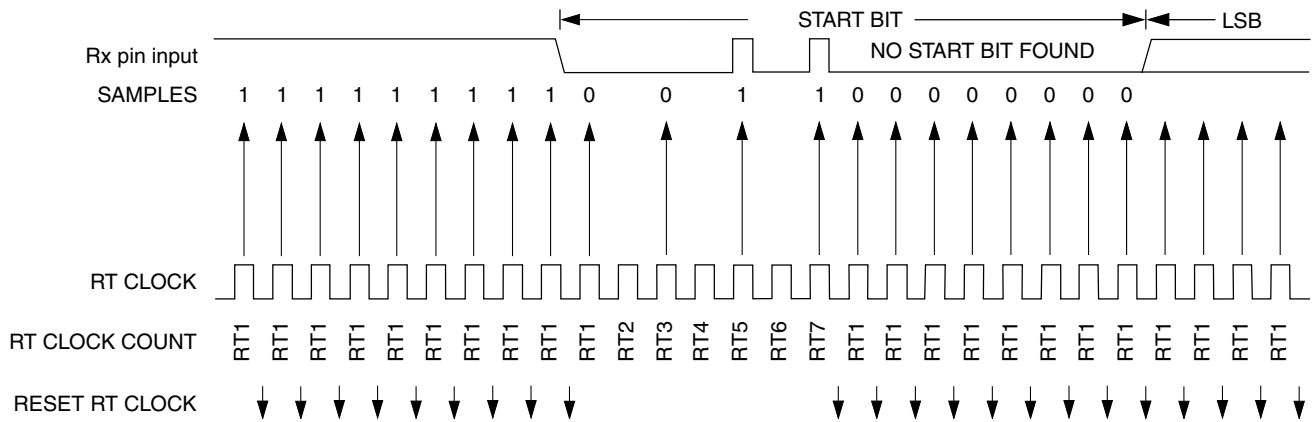 START BIT LSB
Rx pin input NO START BIT FOUND
SAMPLES 1 1 1 1 1 1 1 1 1 0 0 1 1 0 0 0 0 0 0 0 0
RT CLOCK
RT CLOCK COUNT RT1 RT1 RT1 RT1 RT1 RT1 RT1 RT1 RT1 RT1 RT2 RT3 RT4 RT5 RT6 RT7 RT1 RT1 RT1 RT1 RT1 RT1 RT1 RT1 RT1 RT1 RT1 RT1
RESET RT CLOCK